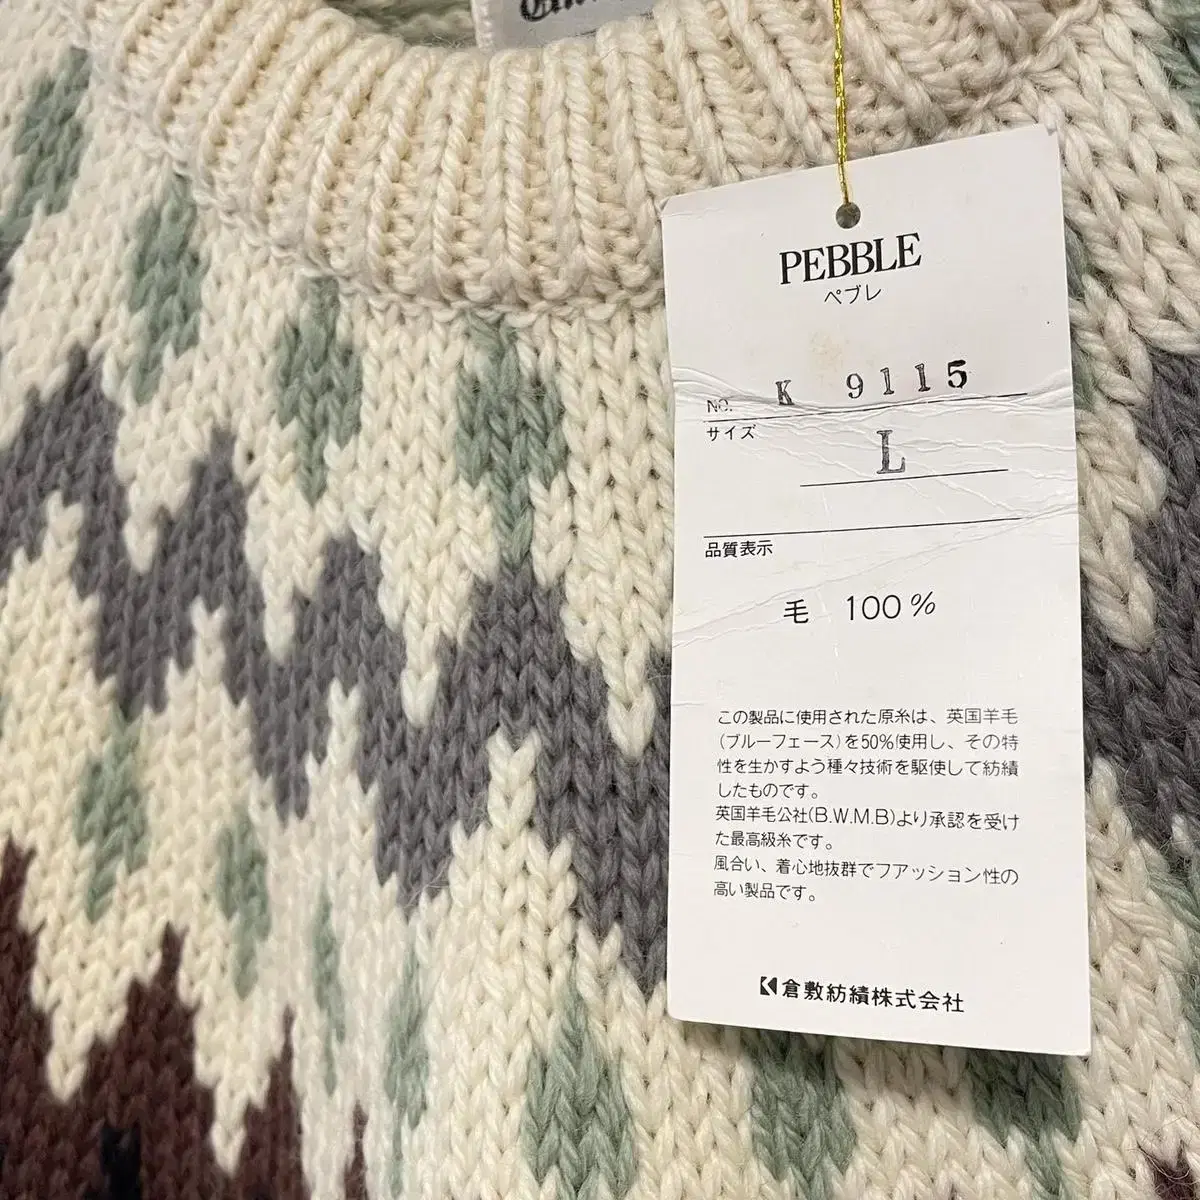 PEBBLE
ペブレ
NO. K 9115
サイズ
L
品質表示
毛 100%
この製品に使用された原糸は、英国羊毛
(ブルーフェース)を50%使用し、その特
性を生かすよう種々技術を駆使して紡績
したものです。
英国羊毛公社(B.W.M.B)より承認を受け
た最高級糸です。
風合い、着心地抜群でフアッション性の
高い製品です。
倉敷紡績株式会社